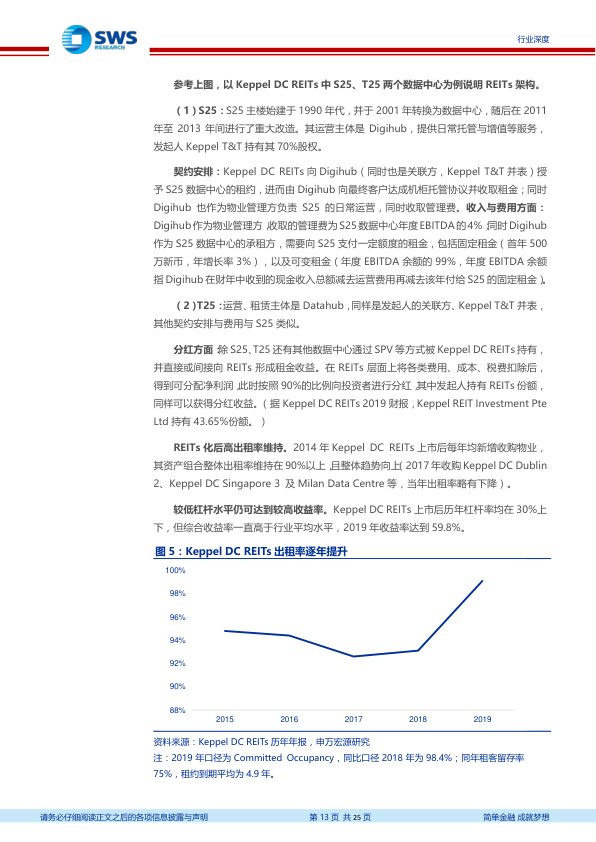 SWS
RESEARCH
行业深度
参考上图，以 Keppel DC REITs 中 S25、T25 两个数据中心为例说明 REITs 架构。
（1）S25：S25 主楼始建于 1990 年代，并于 2001 年转换为数据中心，随后在 2011
年至 2013 年间进行了重大改造。其运营主体是 Digihub，提供日常托管与增值等服务，
发起人 Keppel T&T 持有其 70%股权。
契约安排：Keppel DC REITs 向 Digihub（同时也是关联方，Keppel T&T 并表）授
予 S25 数据中心的租约，进而由 Digihub 向最终客户达成机柜托管协议并收取租金；同时
Digihub 也作为物业管理方负责 S25 的日常运营，同时收取管理费。收入与费用方面：
Digihub 作为物业管理方，收取的管理费为 S25 数据中心年度 EBITDA 的 4%；同时 Digihub
作为 S25 数据中心的承租方，需要向 S25 支付一定额度的租金，包括固定租金（首年 500
万新币，年增长率 3%），以及可变租金（年度 EBITDA 余额的 99%，年度 EBITDA 余额
指 Digihub 在财年中收到的现金收入总额减去运营费用再减去该年付给 S25 的固定租金）。
（2）T25：运营、租赁主体是 Datahub，同样是发起人的关联方、Keppel T&T 并表，
其他契约安排与费用与 S25 类似。
分红方面：除 S25、T25 还有其他数据中心通过 SPV 等方式被 Keppel DC REITs 持有，
并直接或间接向 REITs 形成租金收益。在 REITs 层面上将各类费用、成本、税费扣除后，
得到可分配净利润，此时按照 90%的比例向投资者进行分红，其中发起人持有 REITs 份额，
同样可以获得分红收益。（据 Keppel DC REITs 2019 财报，Keppel REIT Investment Pte
Ltd 持有 43.65%份额。）
REITs 化后高出租率维持。2014 年 Keppel DC REITs 上市后每年均新增收购物业，
其资产组合整体出租率维持在 90%以上，且整体趋势向上（2017 年收购 Keppel DC Dublin
2、Keppel DC Singapore 3 及 Milan Data Centre 等，当年出租率略有下降）。
较低杠杆水平仍可达到较高收益率。Keppel DC REITs 上市后历年杠杆率均在 30%上
下，但综合收益率一直高于行业平均水平，2019 年收益率达到 59.8%。
图 5：Keppel DC REITs 出租率逐年提升
100%
98%
96%
94%
92%
90%
88%
2015 2016 2017 2018 2019
资料来源：Keppel DC REITs 历年年报，申万宏源研究
注：2019 年口径为 Committed Occupancy，同比口径 2018 年为 98.4%；同年租客留存率
75%，租约到期平均为 4.9 年。
请务必仔细阅读正文之后的各项信息披露与声明 第 13 页 共 25 页 简单金融 成就梦想